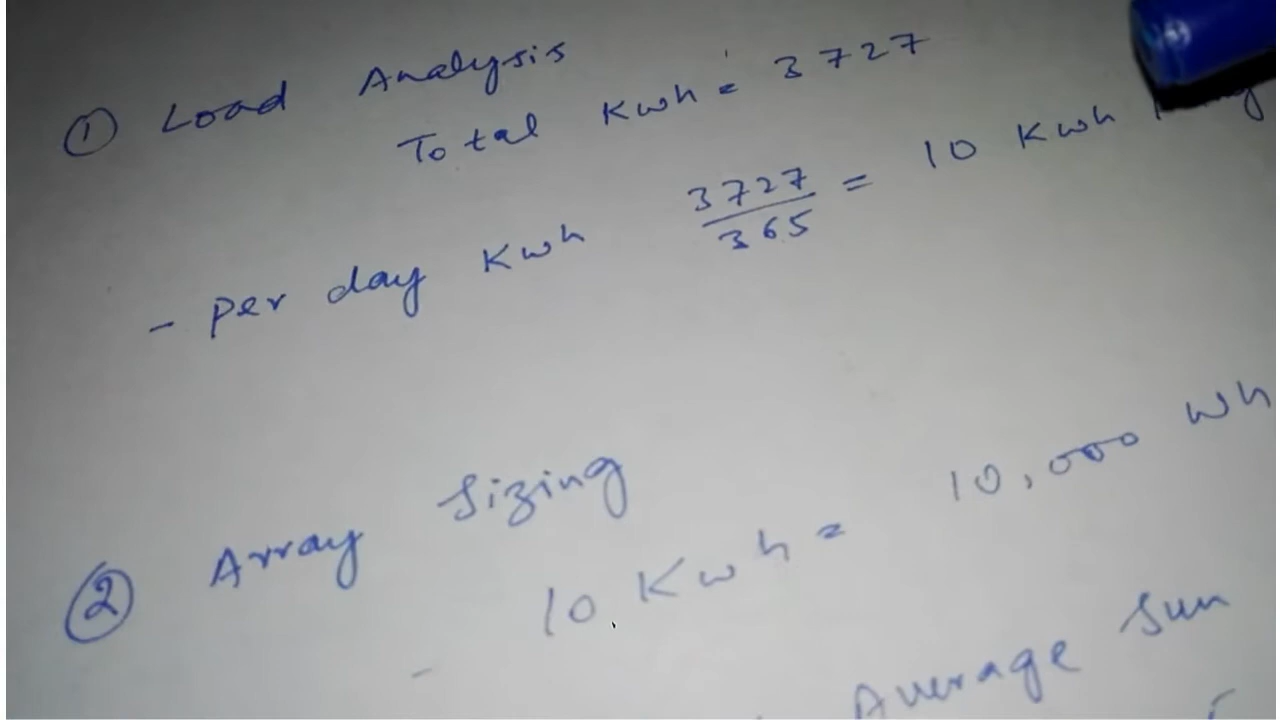 ① Load Analysis
Total Kwh = 3727
- per day Kwh 3727/365 = 10 Kwh
② Array Sizing
- 10 Kwh = 10,000 Wh
Average Sun